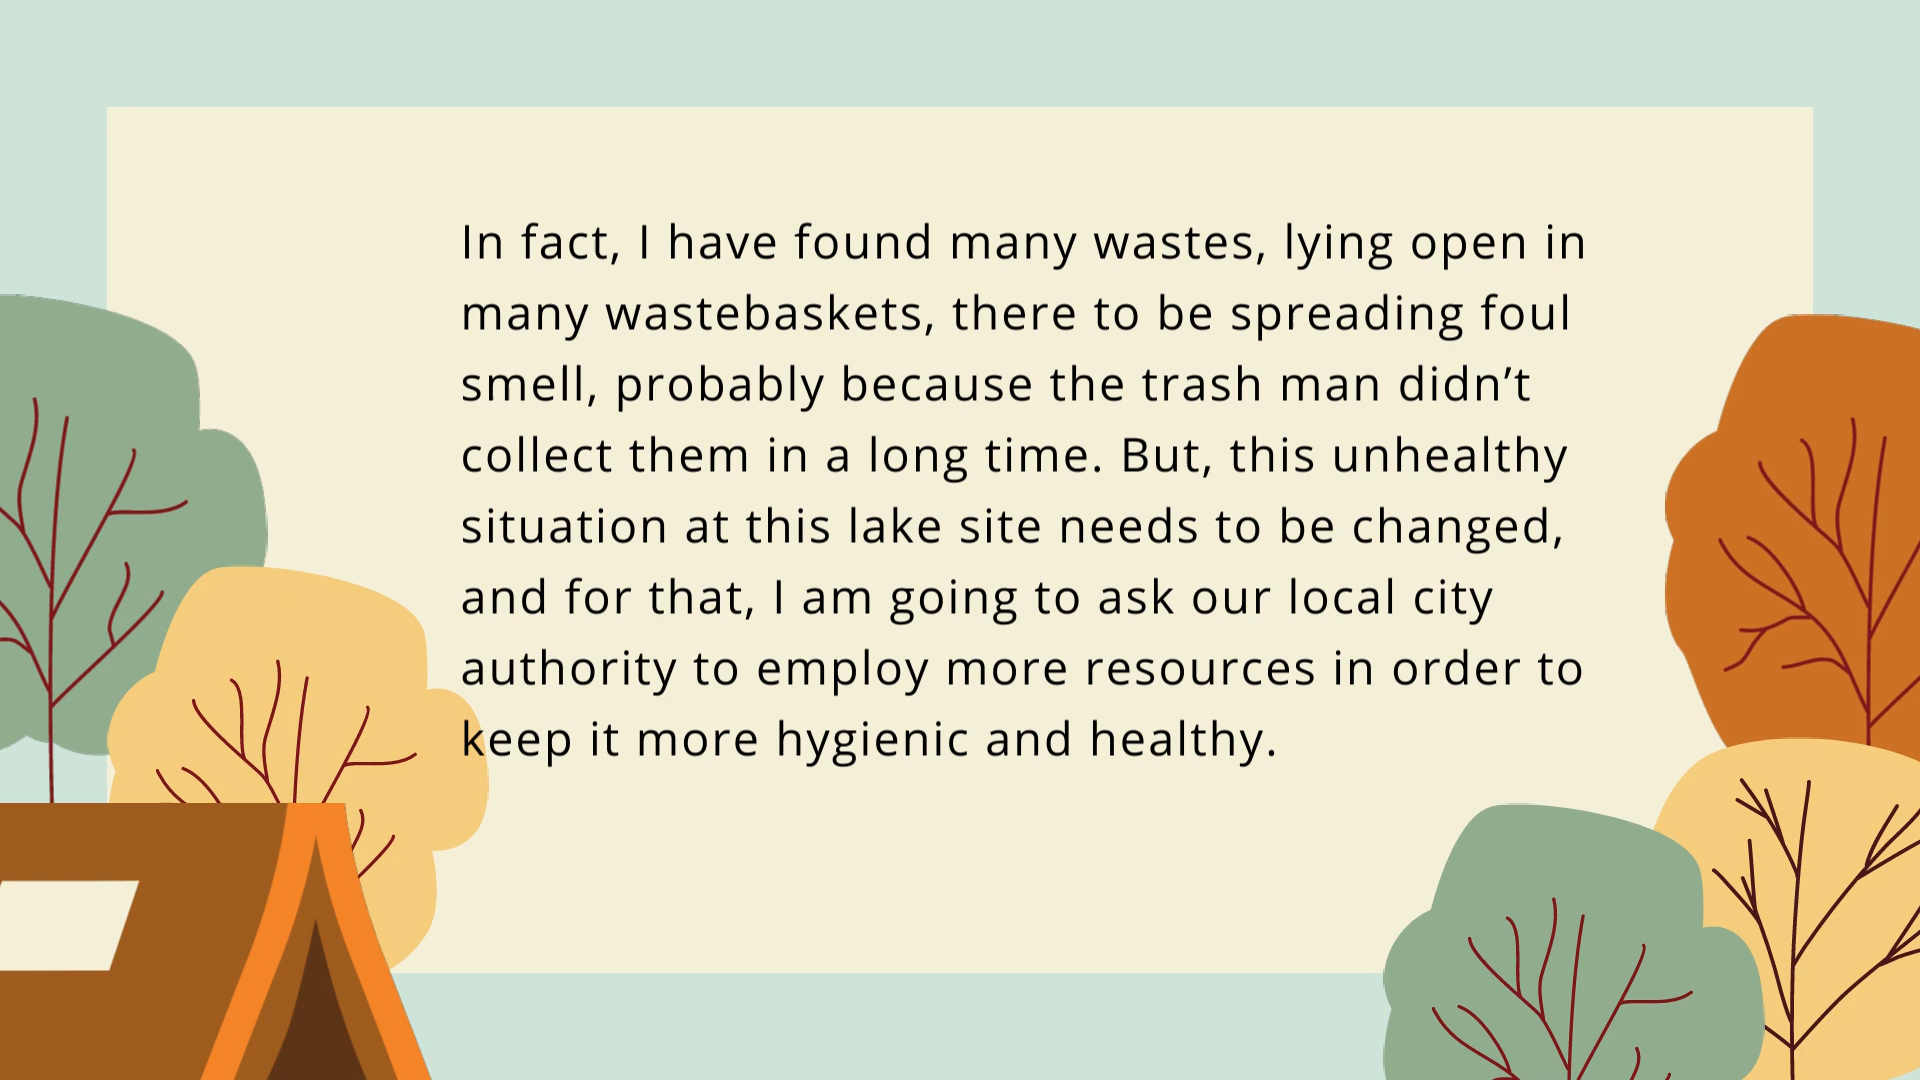 In fact, I have found many wastes, lying open in
many wastebaskets, there to be spreading foul
smell, probably because the trash man didn’t
collect them in a long time. But, this unhealthy
situation at this lake site needs to be changed,
and for that, I am going to ask our local city
authority to employ more resources in order to
keep it more hygienic and healthy.